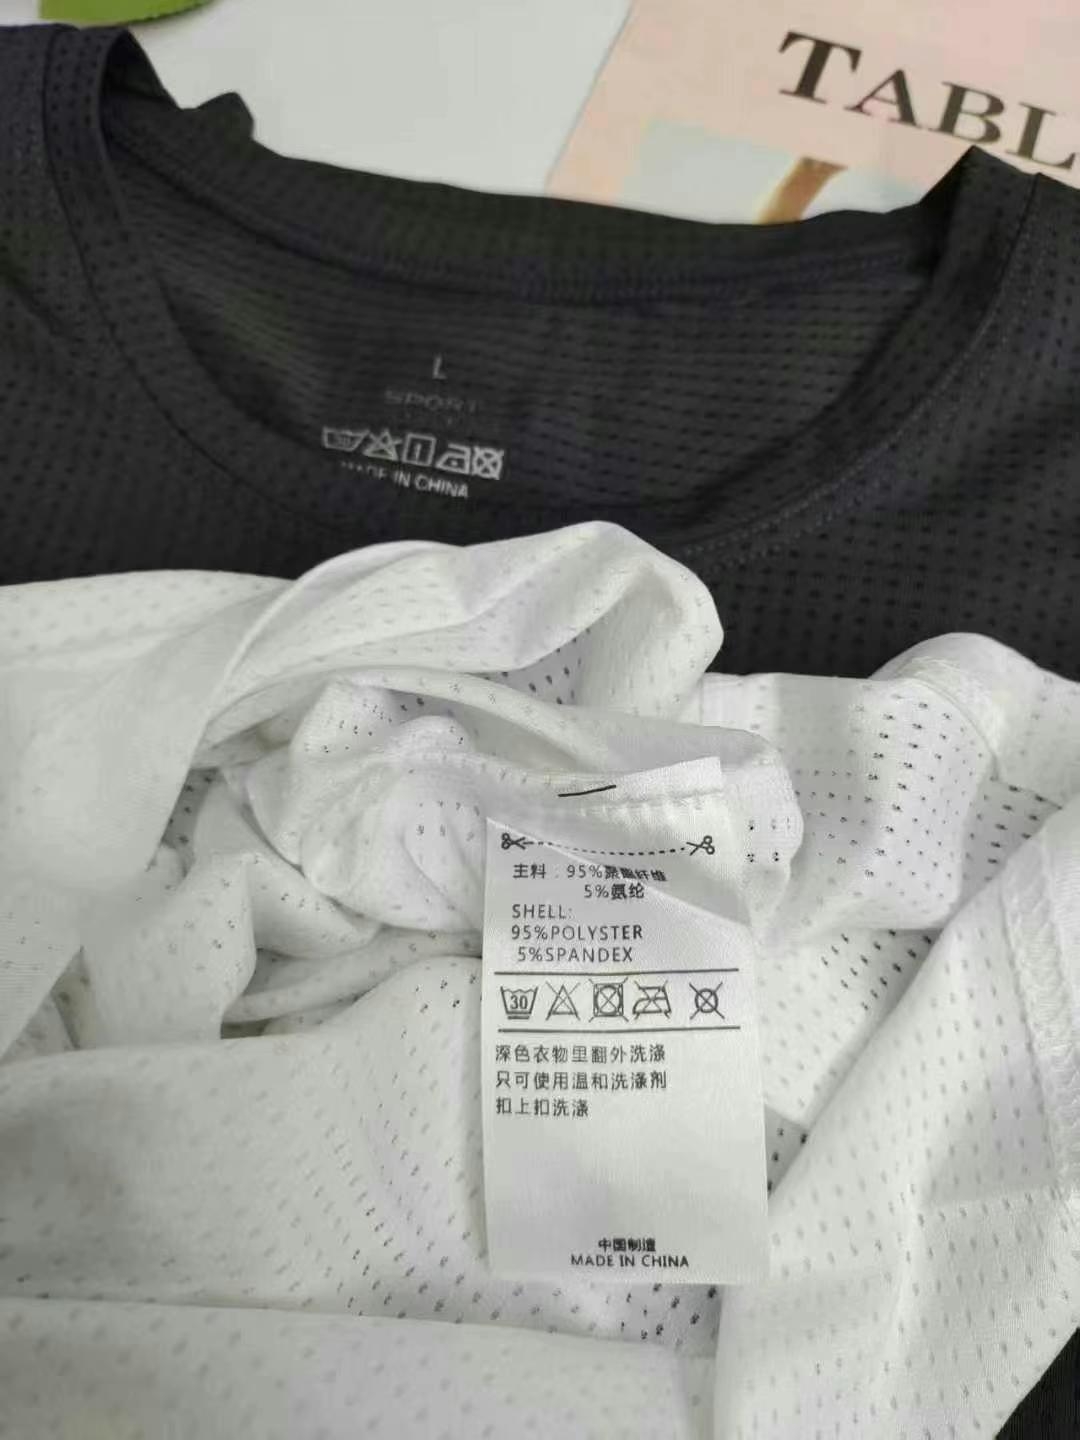 TABL
L
SPORT
30
MADE IN CHINA
主料：95%聚酯纤维
5%氨纶
SHELL:
95%POLYSTER
5%SPANDEX
30
深色衣物里翻外洗涤
只可使用温和洗涤剂
扣上扣洗涤
中国制造
MADE IN CHINA